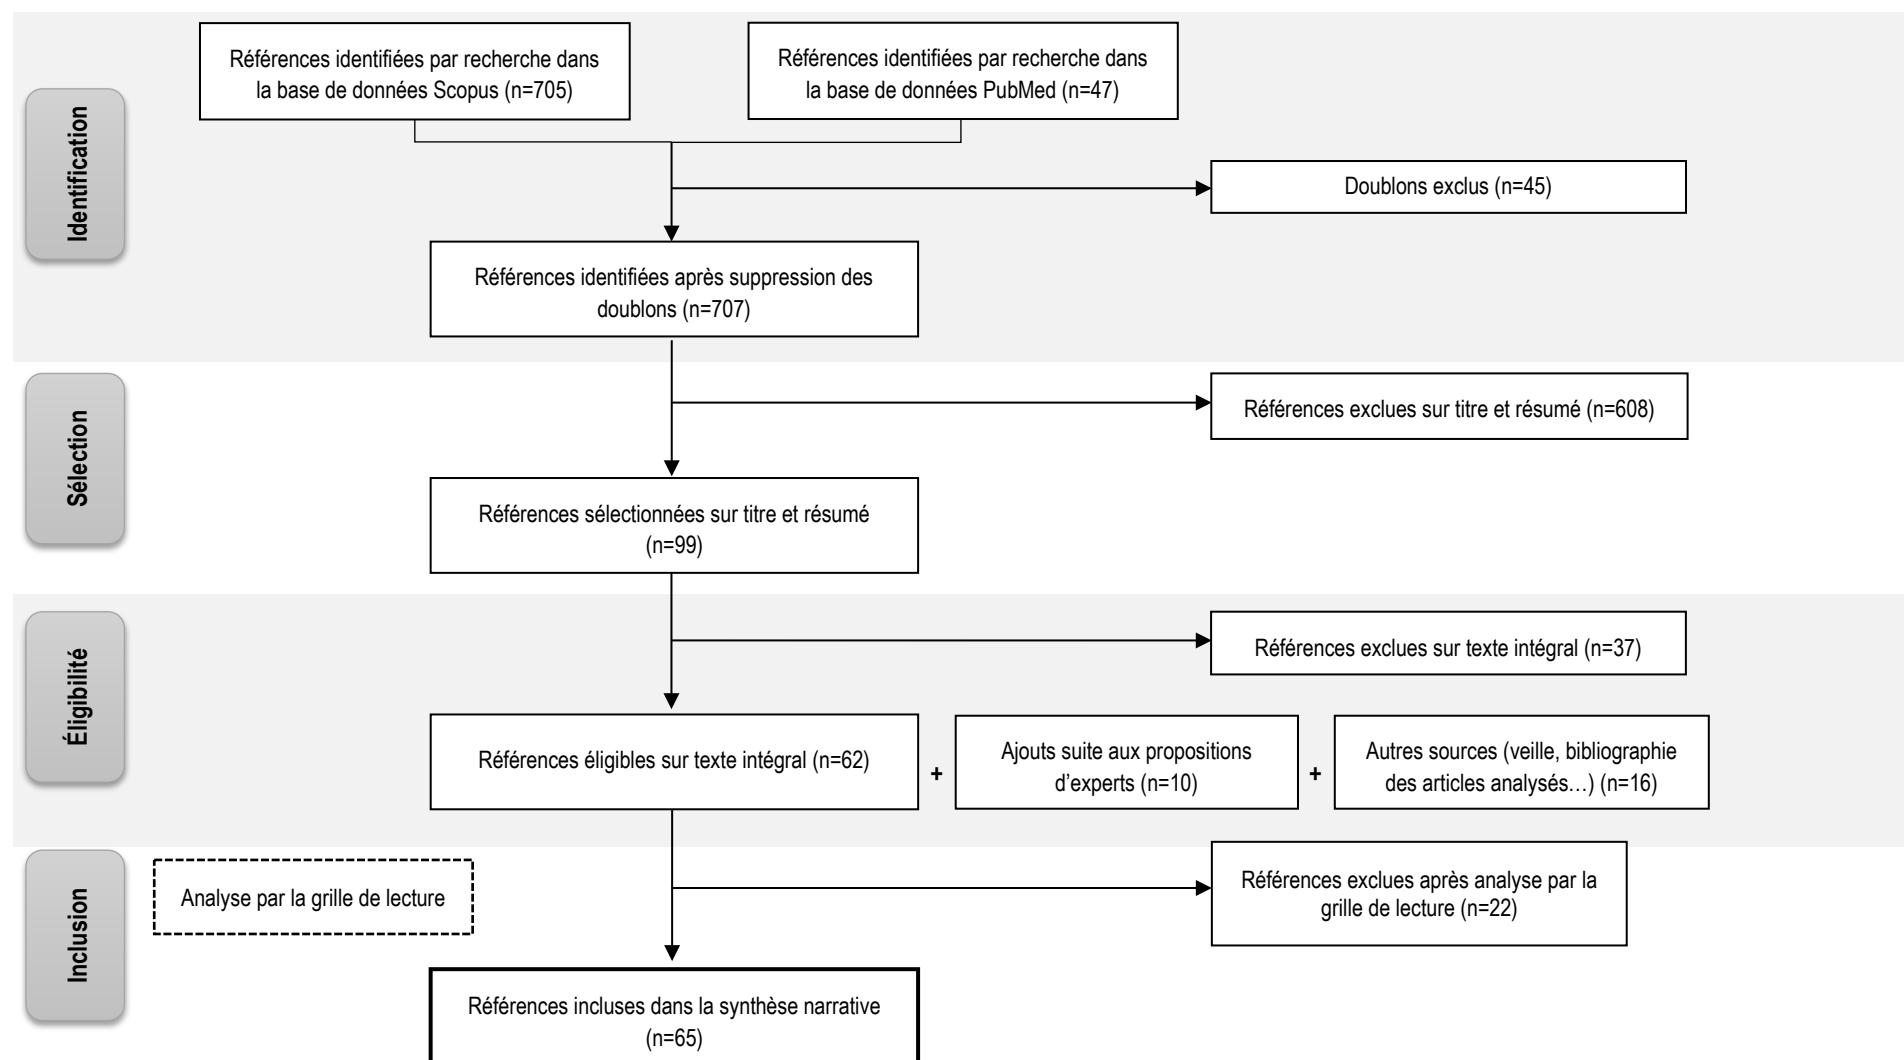 Identification
Références identifiées par recherche dans
la base de données Scopus (n=705)
Références identifiées par recherche dans
la base de données PubMed (n=47)
Doublons exclus (n=45)
Références identifiées après suppression des
doublons (n=707)
Sélection
Références exclues sur titre et résumé (n=608)
Références sélectionnées sur titre et résumé
(n=99)
Éligibilité
Références exclues sur texte intégral (n=37)
Références éligibles sur texte intégral (n=62)
+
Ajouts suite aux propositions
d’experts (n=10)
+
Autres sources (veille, bibliographie
des articles analysés…) (n=16)
Inclusion
Analyse par la grille de lecture
Références exclues après analyse par la
grille de lecture (n=22)
Références incluses dans la synthèse narrative
(n=65)